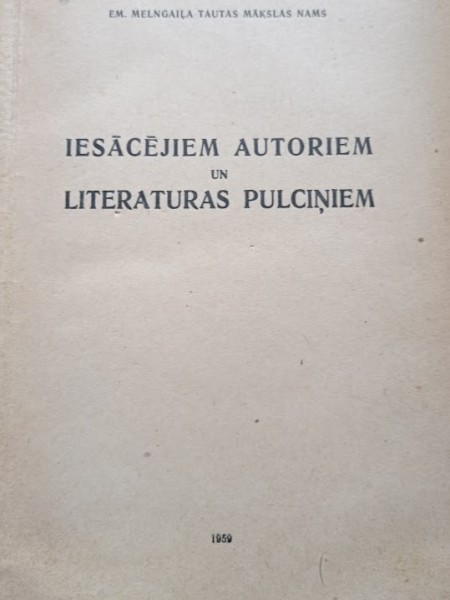 EM. MELNGAIĻA TAUTAS MĀKSLAS NAMS
IESĀCĒJIEM AUTORIEM
UN
LITERATURAS PULCIŅIEM
1959